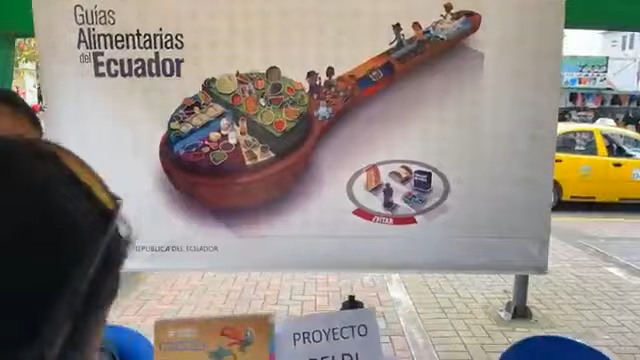 Guías
Alimentarias
del Ecuador
EVITAR
REPÚBLICA DEL ECUADOR
PROYECTO